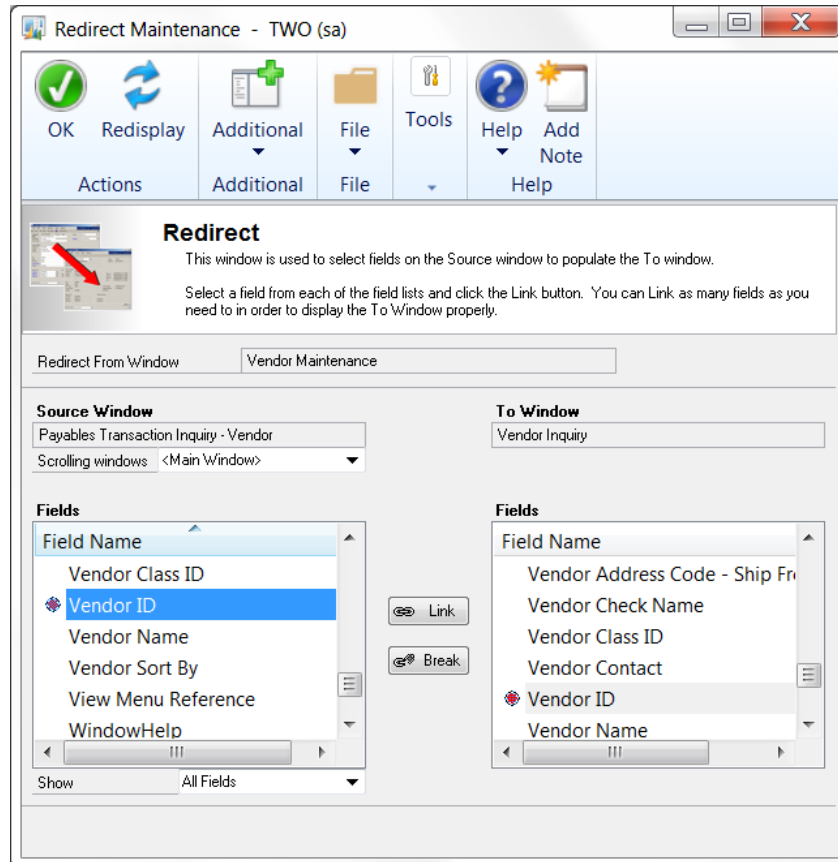 Redirect Maintenance - TWO (sa)
OK Redisplay Additional File Tools Help Add Note
Actions Additional File Help
Redirect
This window is used to select fields on the Source window to populate the To window.
Select a field from each of the field lists and click the Link button. You can Link as many fields as you
need to in order to display the To Window properly.
Redirect From Window Vendor Maintenance
Source Window To Window
Payables Transaction Inquiry - Vendor Vendor Inquiry
Scrolling windows <Main Window>
Fields Fields
Field Name Field Name
Vendor Class ID Vendor Address Code - Ship Fr
Vendor ID Link Vendor Check Name
Vendor Name Vendor Class ID
Vendor Sort By Break Vendor Contact
View Menu Reference Vendor ID
WindowHelp Vendor Name
Show All Fields